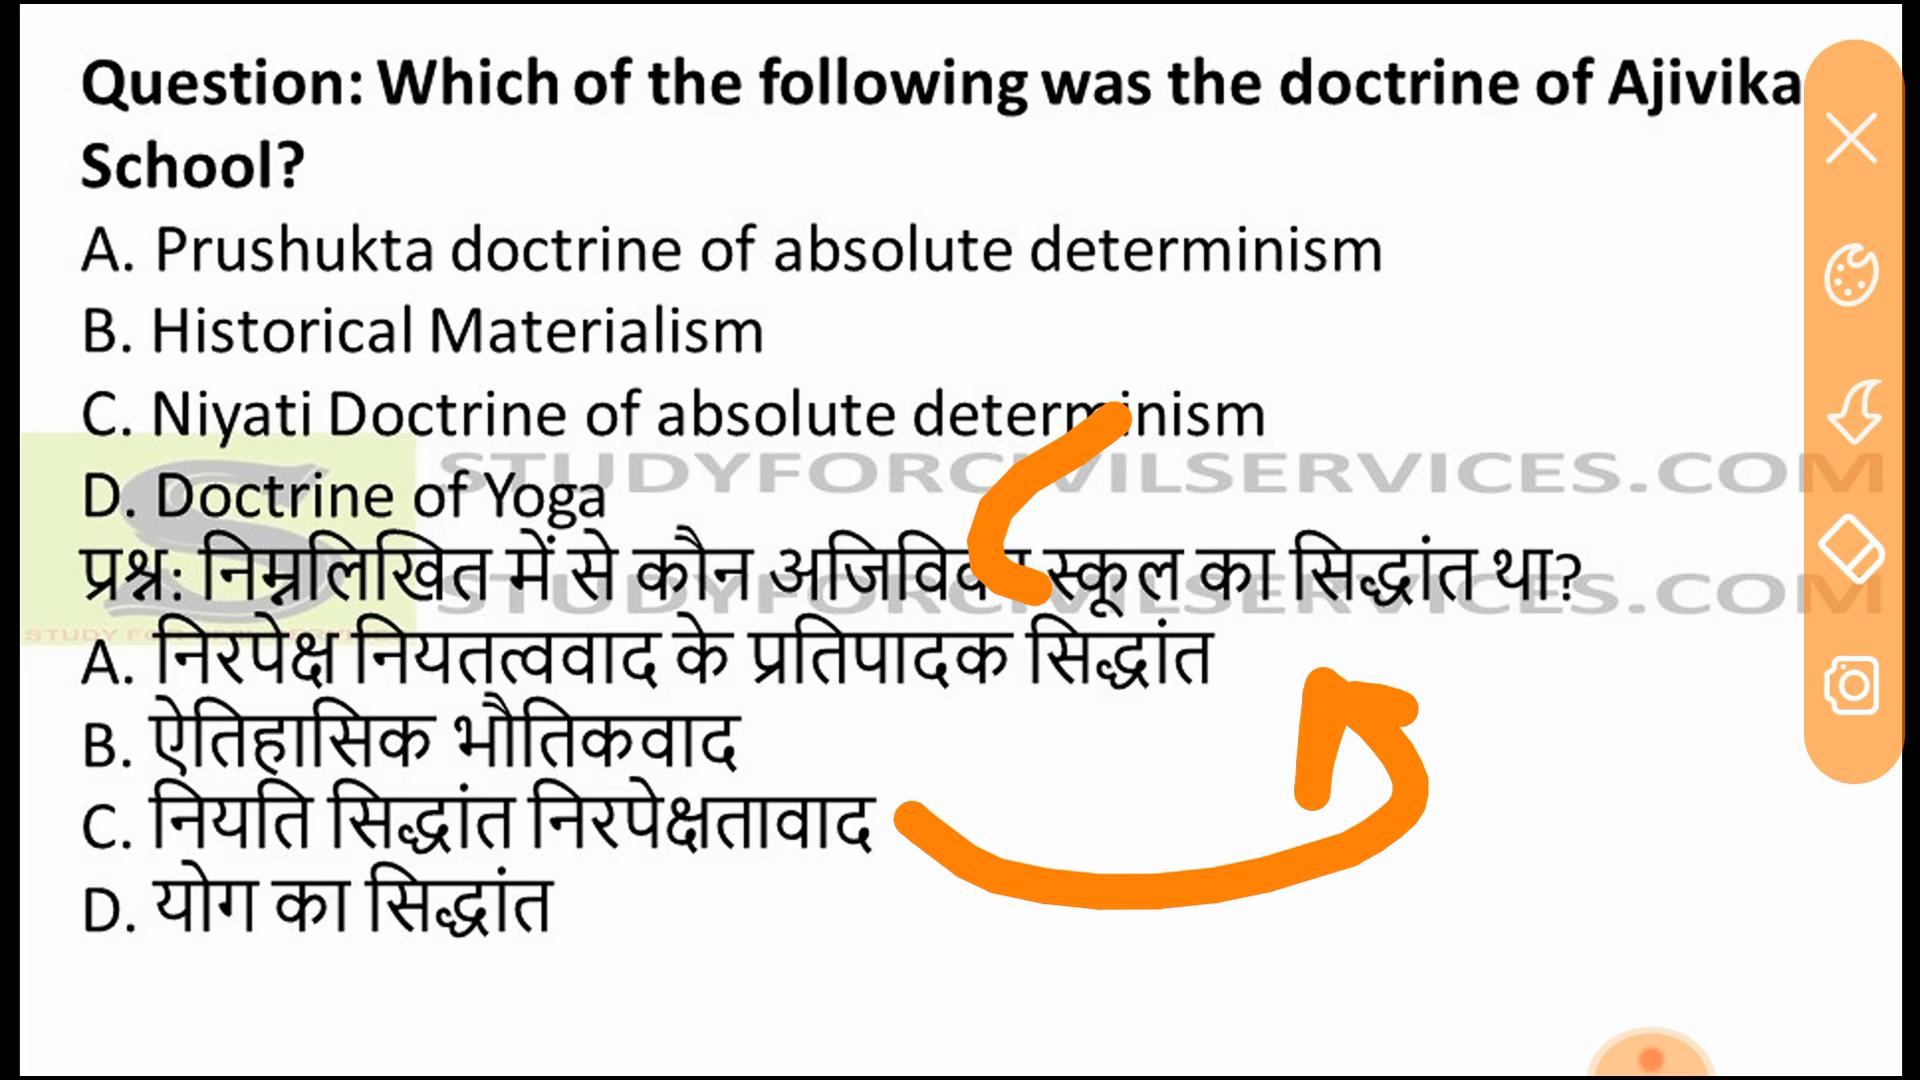 Question: Which of the following was the doctrine of Ajivika
School?
A. Prushukta doctrine of absolute determinism
B. Historical Materialism
C. Niyati Doctrine of absolute determinism
STUDYFORCIVILSERVICES.COM
D. Doctrine of Yoga
प्रश्न: निम्नलिखित में से कौन स्कूल का सिद्धांत था?
STUDYFORCIVILSERVICES.COM
A. निरपेक्ष नियतत्ववाद के प्रतिपादक सिद्धांत
B. ऐतिहासिक भौतिकवाद
C. नियति सिद्धांत निरपेक्षतावाद
D. योग का सिद्धांत